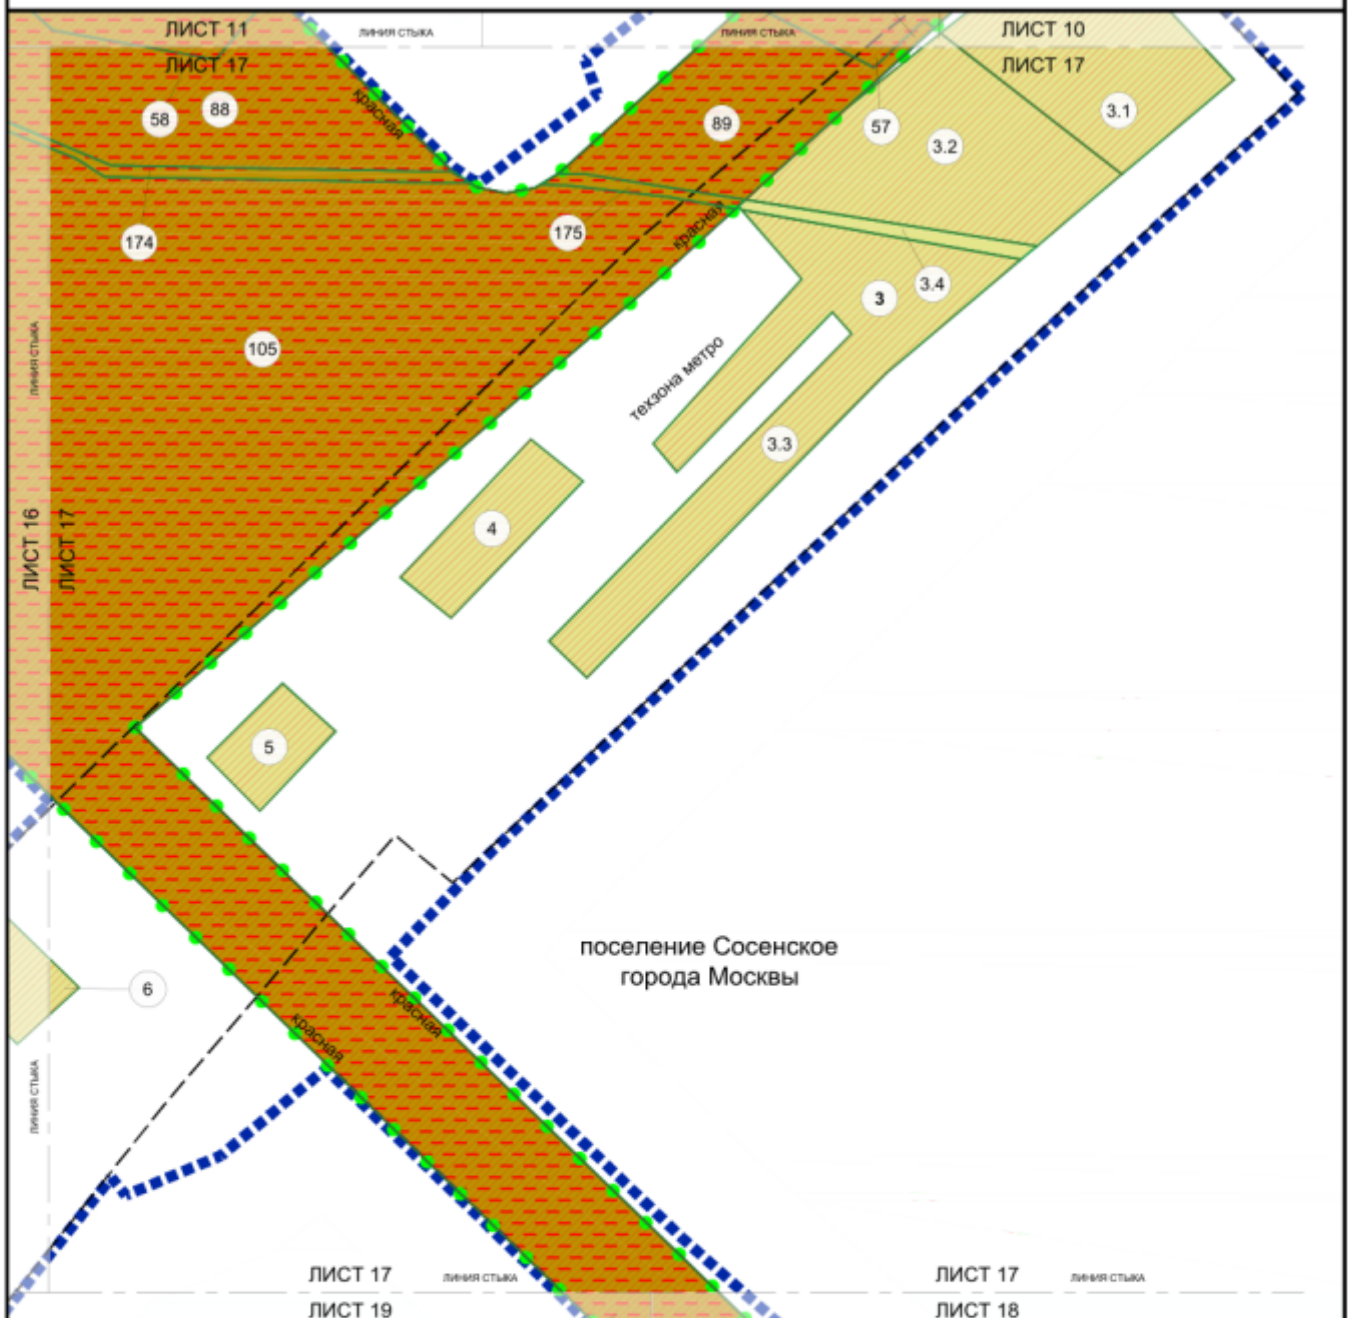 ЛИСТ 11
ЛИНИЯ СТЫКА
ЛИНИЯ СТЫКА
ЛИСТ 10
ЛИСТ 17
ЛИСТ 17
58
88
красная
89
57
3.2
3.1
174
175
красная
3
3.4
ЛИНИЯ СТЫКА
105
техзона метро
3.3
4
ЛИСТ 16
ЛИСТ 17
5
поселение Сосенское
города Москвы
6
красная
красная
ЛИНИЯ СТЫКА
ЛИСТ 17
ЛИНИЯ СТЫКА
ЛИСТ 17
ЛИНИЯ СТЫКА
ЛИСТ 19
ЛИСТ 18